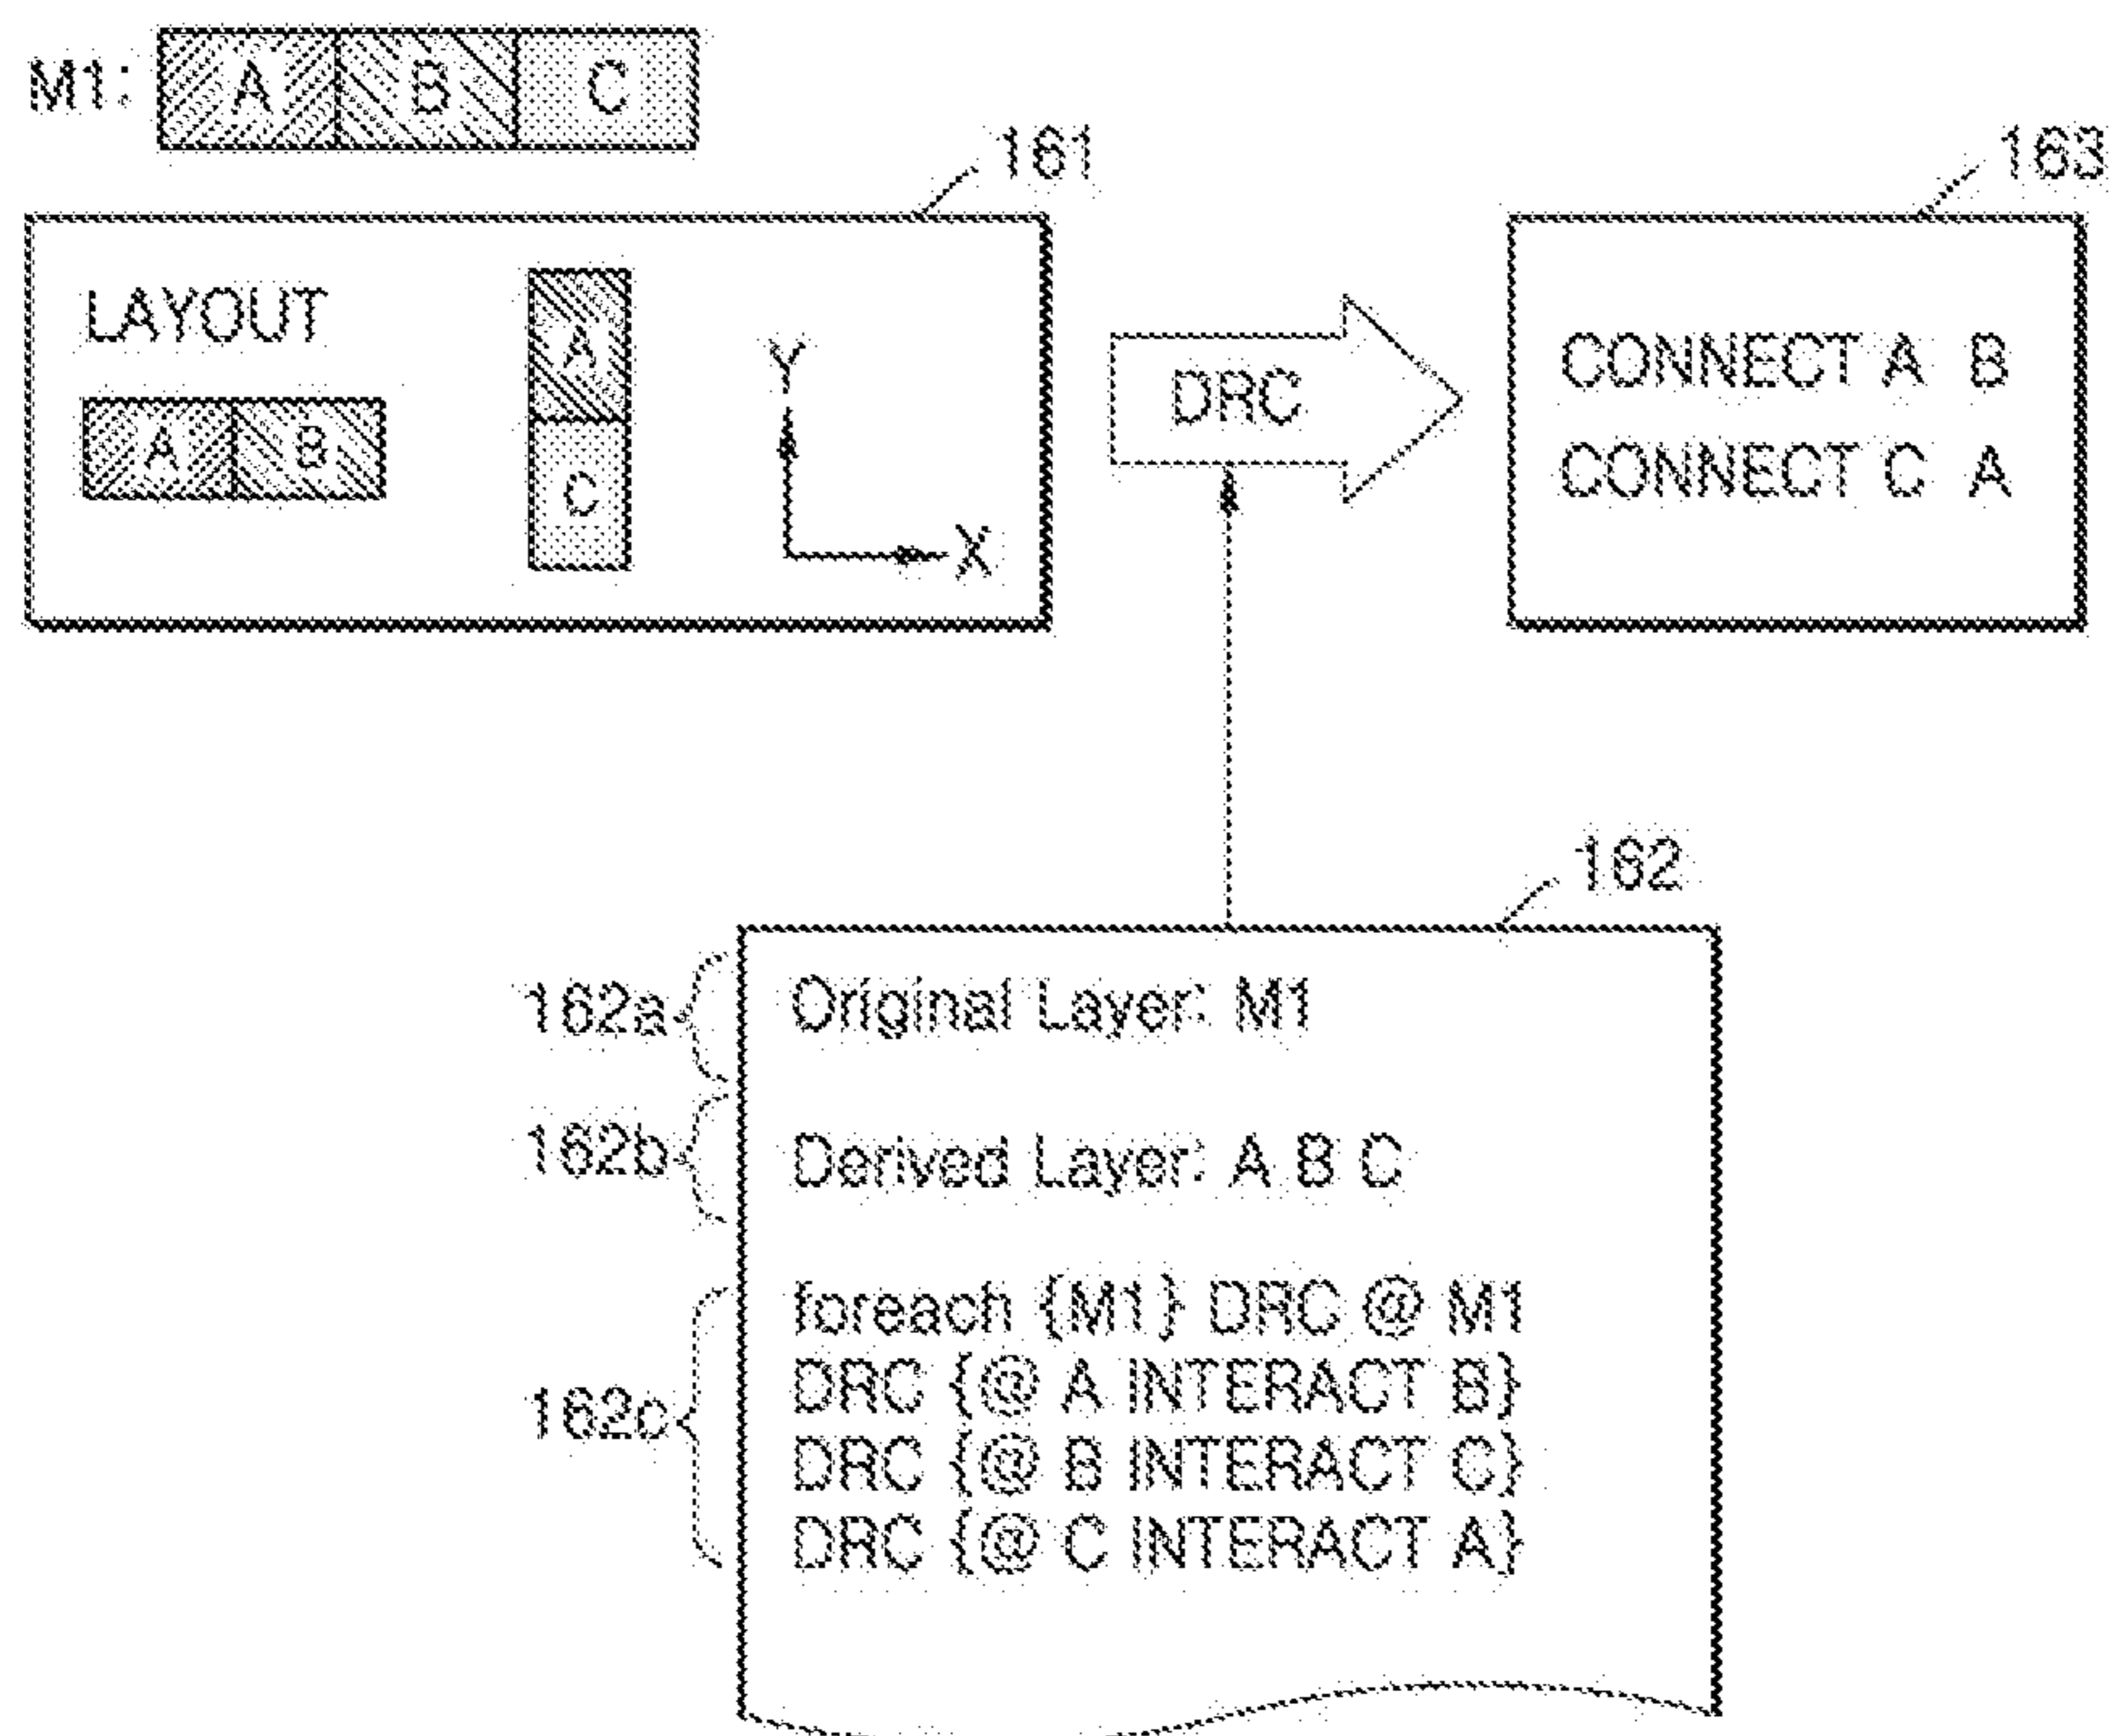 M1: A B C
161
163
LAYOUT
A
A B
C
Y
X
DRC
CONNECT A B
CONNECT C A
162
162a
Original Layer: M1
162b
Derived Layer: A B C
162c
foreach {M1} DRC @ M1
DRC {@ A INTERACT B}
DRC {@ B INTERACT C}
DRC {@ C INTERACT A}